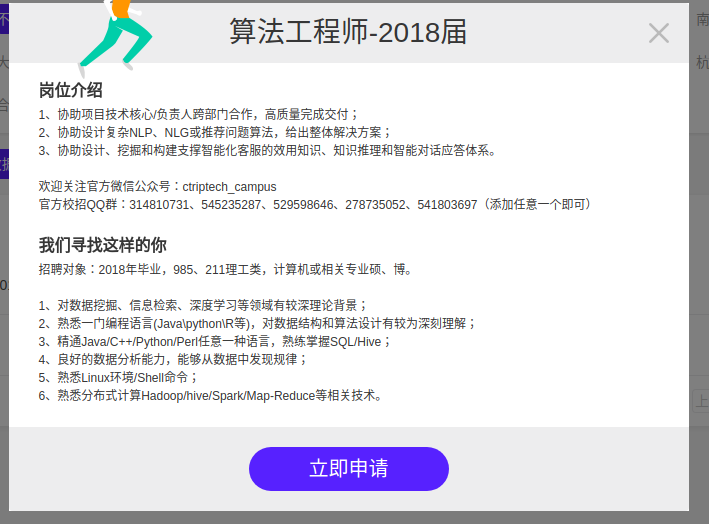 算法工程师-2018届
岗位介绍
1、协助项目技术核心/负责人跨部门合作，高质量完成交付；
2、协助设计复杂NLP、NLG或推荐问题算法，给出整体解决方案；
3、协助设计、挖掘和构建支撑智能化客服的效用知识、知识推理和智能对话应答体系。
欢迎关注官方微信公众号：ctriptech_campus
官方校招QQ群：314810731、545235287、529598646、278735052、541803697（添加任意一个即可）
我们寻找这样的你
招聘对象：2018年毕业，985、211理工类，计算机或相关专业硕、博。
1、对数据挖掘、信息检索、深度学习等领域有较深理论背景；
2、熟悉一门编程语言(Java\python\R等)，对数据结构和算法设计有较为深刻理解；
3、精通Java/C++/Python/Perl任意一种语言，熟练掌握SQL/Hive；
4、良好的数据分析能力，能够从数据中发现规律；
5、熟悉Linux环境/Shell命令；
6、熟悉分布式计算Hadoop/hive/Spark/Map-Reduce等相关技术。
立即申请